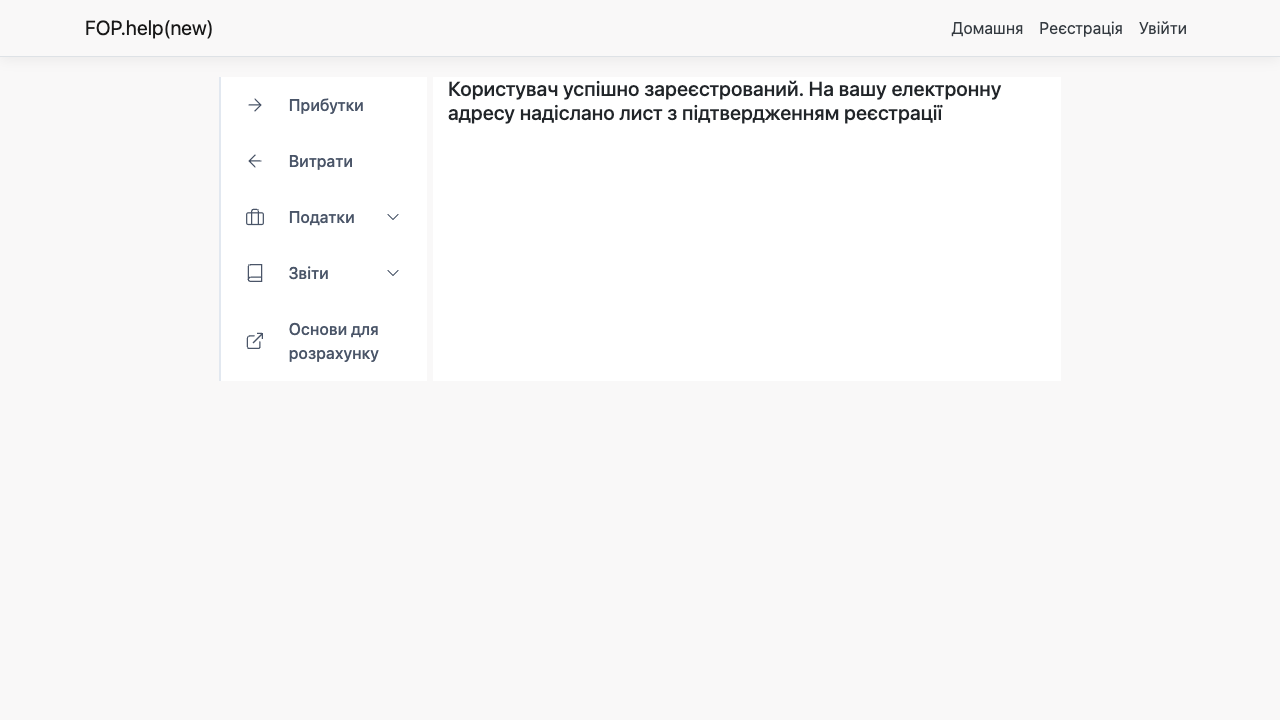 FOP.help(new)
Домашня
Реєстрація
Увійти
Прибутки
Витрати
Податки
Звіти
Основи для
розрахунку
Користувач успішно зареєстрований. На вашу електронну
адресу надіслано лист з підтвердженням реєстрації